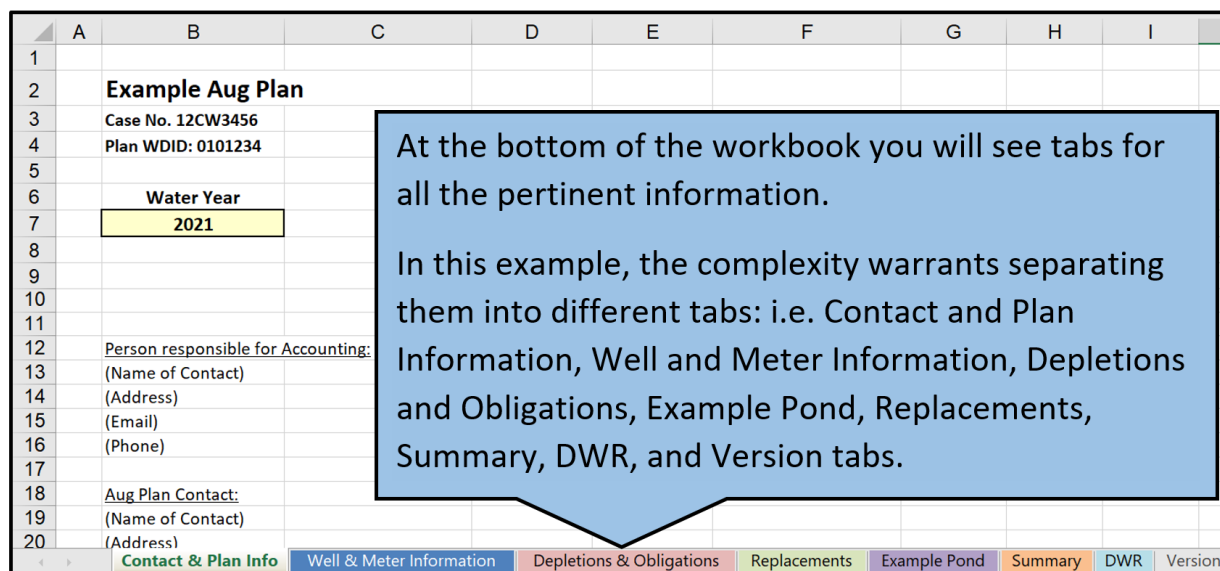 A B C D E F G H I
1
2 Example Aug Plan
3 Case No. 12CW3456
4 Plan WDID: 0101234
5
6 Water Year
7 2021
8
9
10
11
12 Person responsible for Accounting:
13 (Name of Contact)
14 (Address)
15 (Email)
16 (Phone)
17
18 Aug Plan Contact:
19 (Name of Contact)
20 (Address)
At the bottom of the workbook you will see tabs for
all the pertinent information.
In this example, the complexity warrants separating
them into different tabs: i.e. Contact and Plan
Information, Well and Meter Information, Depletions
and Obligations, Example Pond, Replacements,
Summary, DWR, and Version tabs.
Contact & Plan Info Well & Meter Information Depletions & Obligations Replacements Example Pond Summary DWR Version